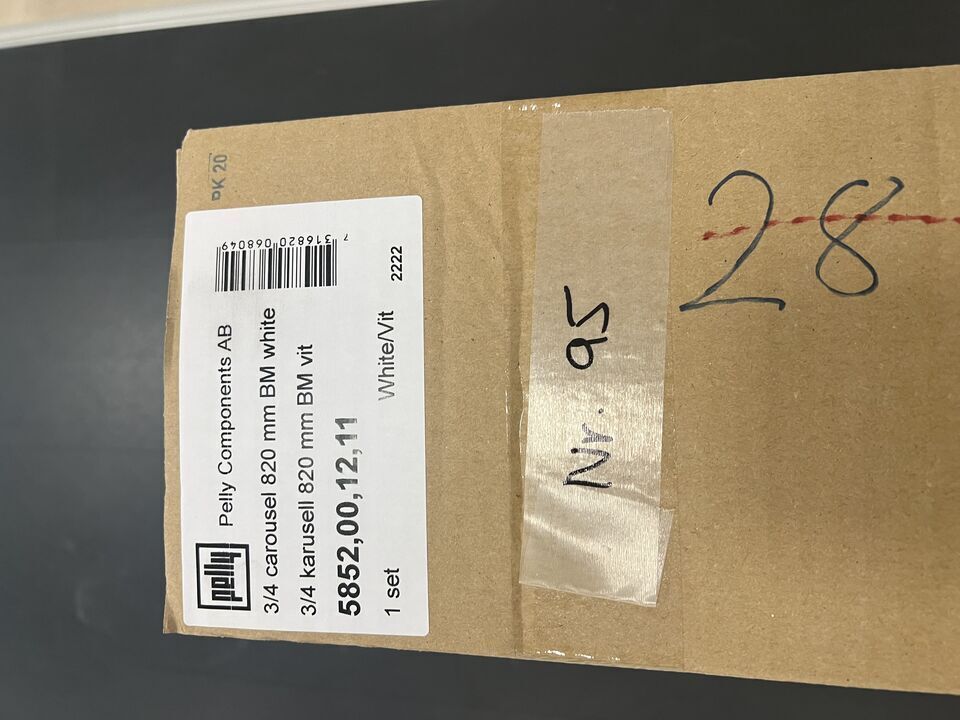 PK 20
pelly
Pelly Components AB
3/4 carousel 820 mm BM white
3/4 karusell 820 mm BM vit
5852,00,12,11
1 set
White/Vit
7 316820 068049
2222
Nr. 95
28